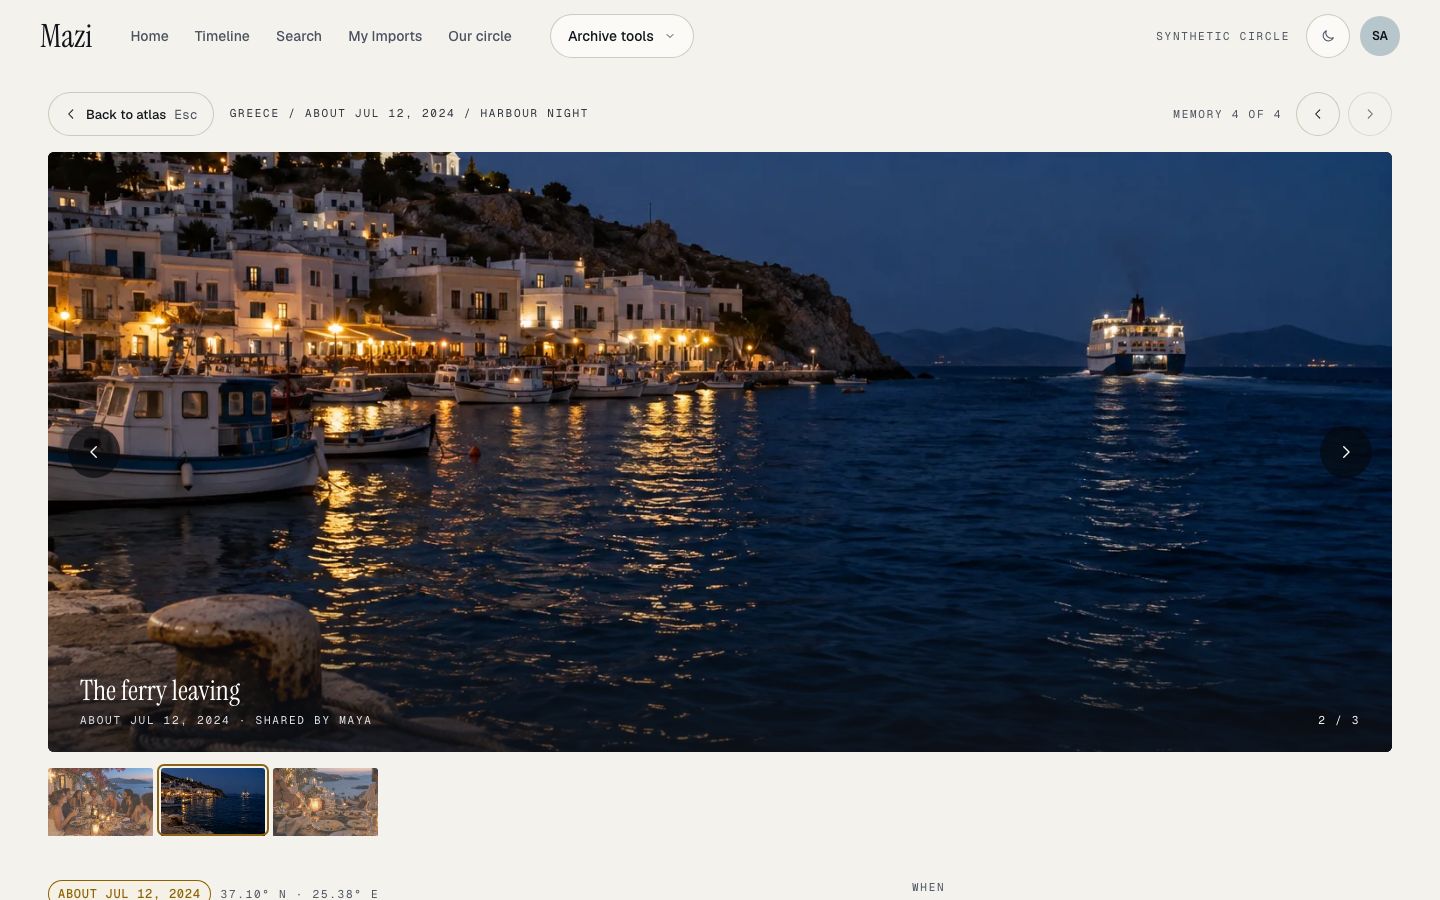 Mazi
Home
Timeline
Search
My Imports
Our circle
Archive tools
SYNTHETIC CIRCLE
SA
Back to atlas Esc
GREECE / ABOUT JUL 12, 2024 / HARBOUR NIGHT
MEMORY 4 OF 4
The ferry leaving
ABOUT JUL 12, 2024 · SHARED BY MAYA
2 / 3
ABOUT JUL 12, 2024
37.10° N · 25.38° E
WHEN